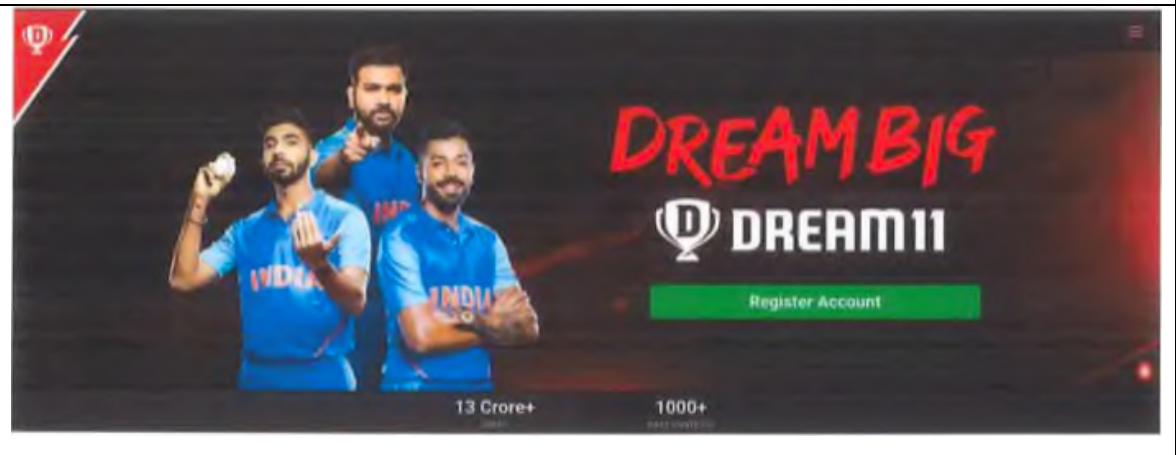 D
DREAM BIG
D DREAM11
Register Account
INDIA
INDIA
13 Crore+
1000+